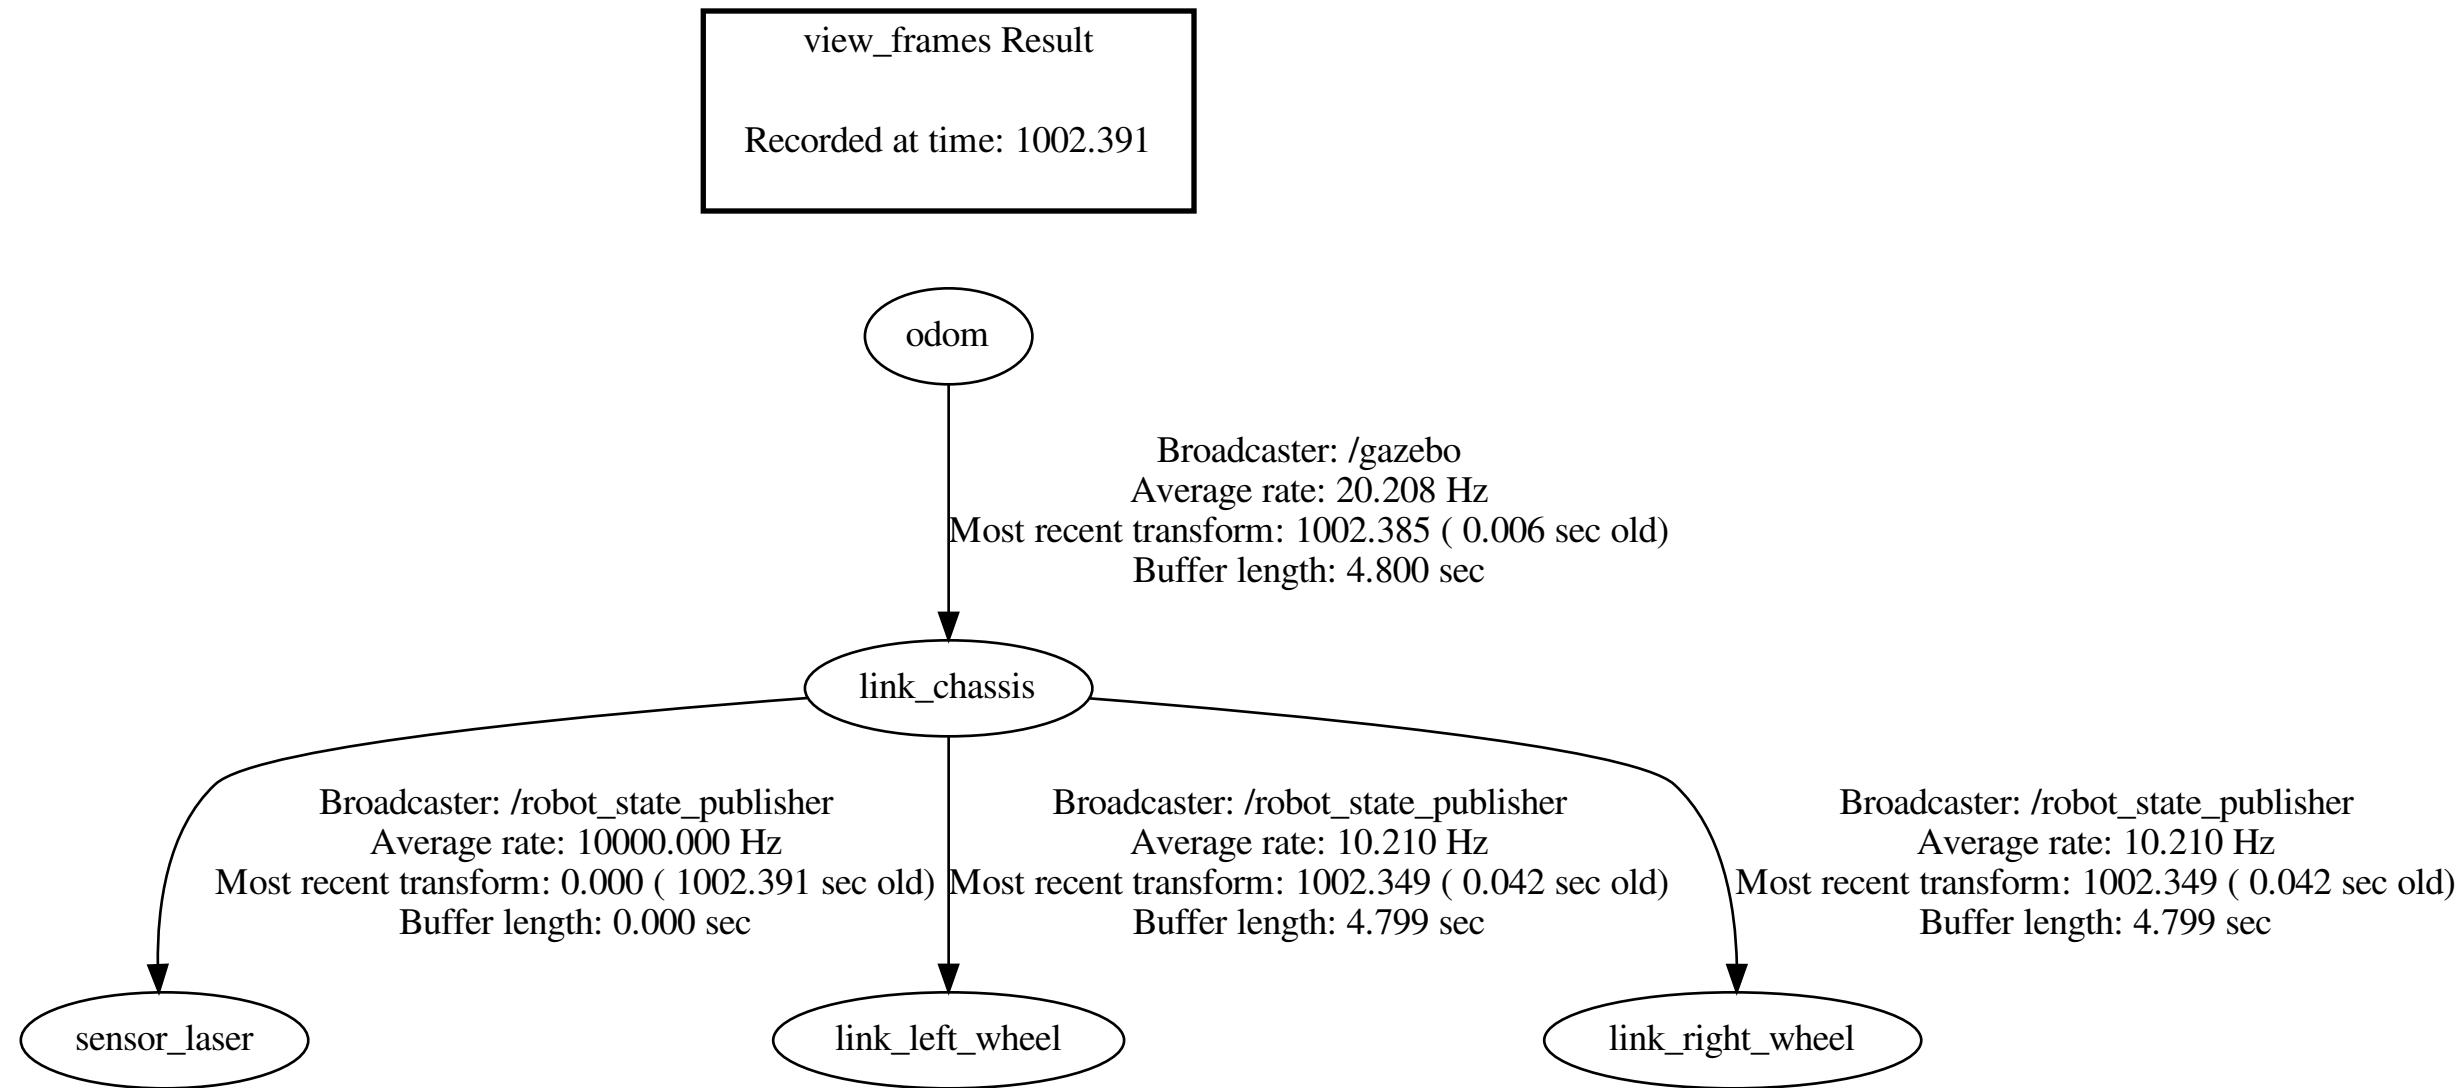 view_frames Result
Recorded at time: 1002.391
odom
Broadcaster: /gazebo
Average rate: 20.208 Hz
Most recent transform: 1002.385 ( 0.006 sec old)
Buffer length: 4.800 sec
link_chassis
Broadcaster: /robot_state_publisher
Average rate: 10000.000 Hz
Most recent transform: 0.000 ( 1002.391 sec old)
Buffer length: 0.000 sec
Broadcaster: /robot_state_publisher
Average rate: 10.210 Hz
Most recent transform: 1002.349 ( 0.042 sec old)
Buffer length: 4.799 sec
Broadcaster: /robot_state_publisher
Average rate: 10.210 Hz
Most recent transform: 1002.349 ( 0.042 sec old)
Buffer length: 4.799 sec
sensor_laser
link_left_wheel
link_right_wheel